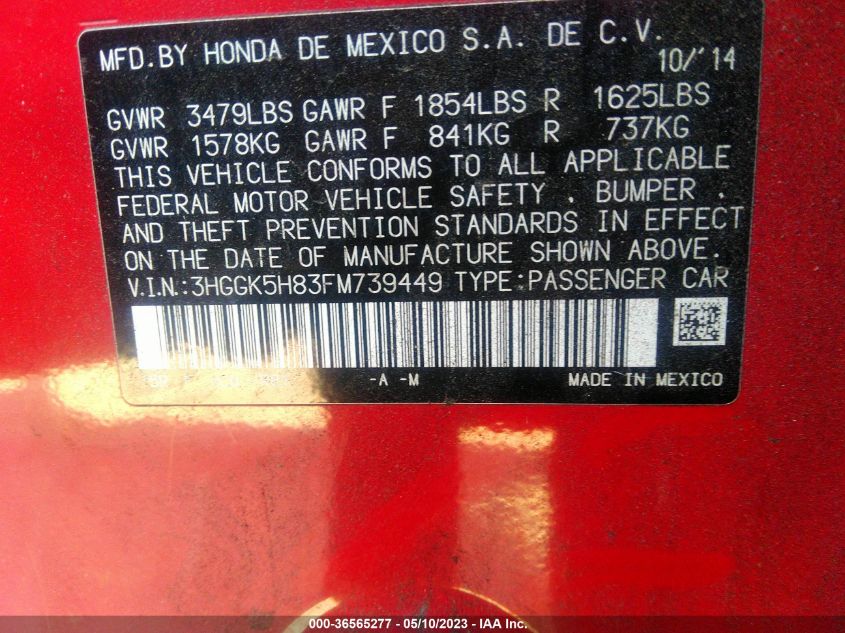 MFD.BY HONDA DE MEXICO S.A. DE C.V.
10/'14
GVWR 3479LBS GAWR F 1854LBS R 1625LBS
GVWR 1578KG GAWR F 841KG R 737KG
THIS VEHICLE CONFORMS TO ALL APPLICABLE
FEDERAL MOTOR VEHICLE SAFETY , BUMPER ,
AND THEFT PREVENTION STANDARDS IN EFFECT
ON THE DATE OF MANUFACTURE SHOWN ABOVE.
V.I.N.:3HGGK5H83FM739449 TYPE:PASSENGER CAR
-A -M MADE IN MEXICO
000-36565277 - 05/10/2023 - IAA Inc.